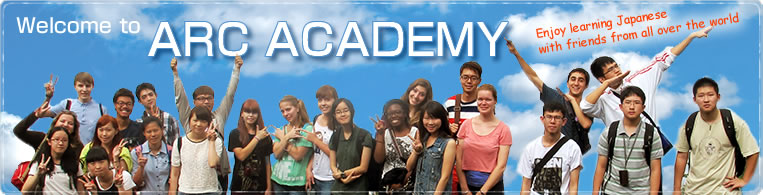 Welcome to ARC ACADEMY
Enjoy learning Japanese
with friends from all over the world